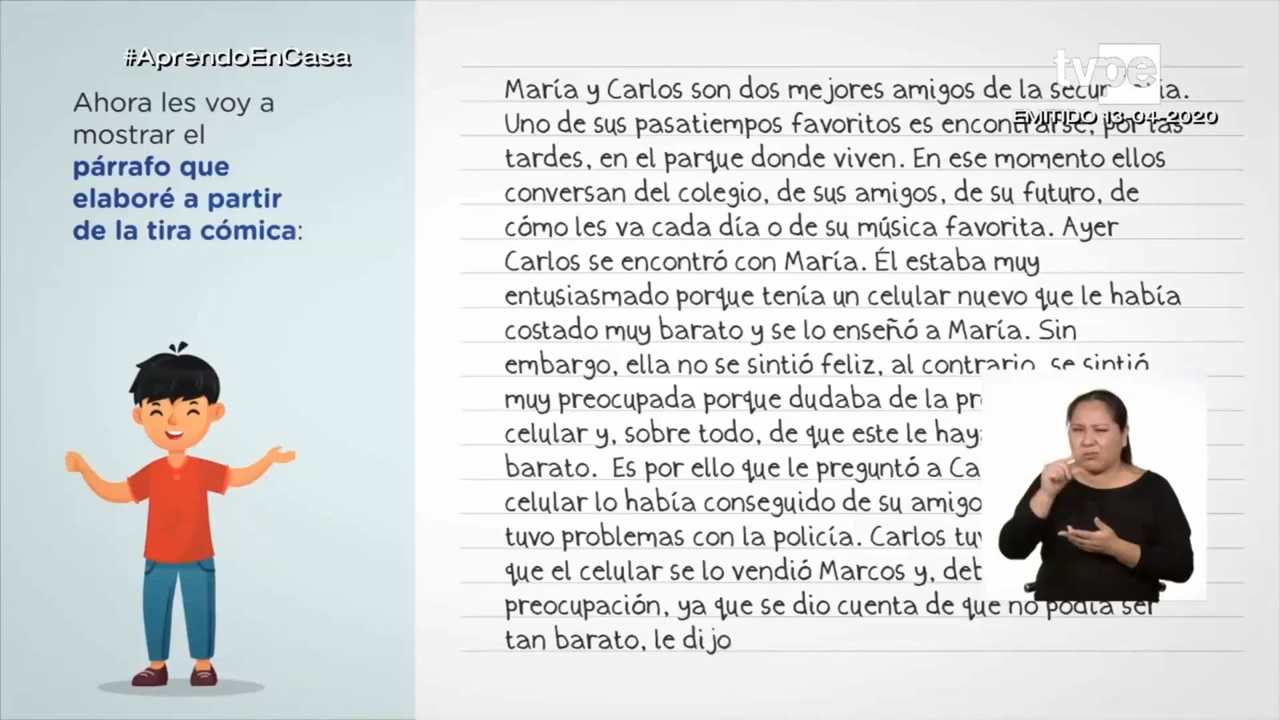 #AprendoEnCasa
Ahora les voy a
mostrar el
párrafo que
elaboré a partir
de la tira cómica:
tvpe
EMITIDO 13-04-2020
María y Carlos son dos mejores amigos de la
Uno de sus pasatiempos favoritos es encontrarse, por las
tardes, en el parque donde viven. En ese momento ellos
conversan del colegio, de sus amigos, de su futuro, de
cómo les va cada día o de su música favorita. Ayer
Carlos se encontró con María. Él estaba muy
entusiasmado porque tenía un celular nuevo que le había
costado muy barato y se lo enseñó a María. Sin
embargo, ella no se sintió feliz, al contrario, se sintió
muy preocupada porque dudaba de la
celular y, sobre todo, de que este le
barato. Es por ello que le preguntó a
celular lo había conseguido de su amigo
tuvo problemas con la policía. Carlos
que el celular se lo vendió Marcos y,
preocupación, ya que se dio cuenta de que no podía ser
tan barato, le dijo